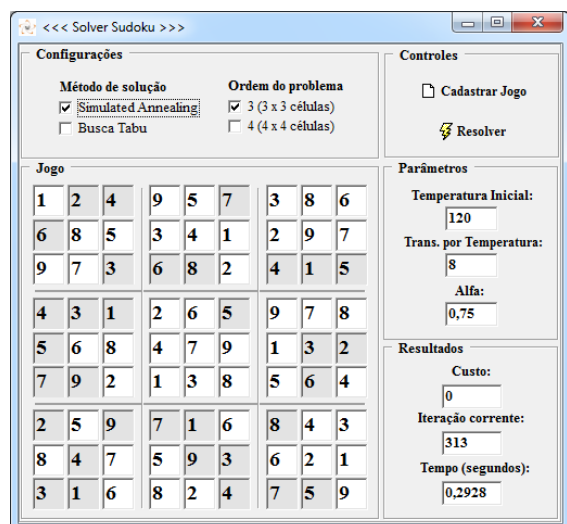 <<< Solver Sudoku >>>
Configurações
Método de solução
Simulated Annealing
Busca Tabu
Ordem do problema
3 (3 x 3 células)
4 (4 x 4 células)
Controles
Cadastrar Jogo
Resolver
Jogo
1 2 4 9 5 7 3 8 6
6 8 5 3 4 1 2 9 7
9 7 3 6 8 2 4 1 5
4 3 1 2 6 5 9 7 8
5 6 8 4 7 9 1 3 2
7 9 2 1 3 8 5 6 4
2 5 9 7 1 6 8 4 3
8 4 7 5 9 3 6 2 1
3 1 6 8 2 4 7 5 9
Parâmetros
Temperatura Inicial:
120
Trans. por Temperatura:
8
Alfa:
0,75
Resultados
Custo:
0
Iteração corrente:
313
Tempo (segundos):
0,2928